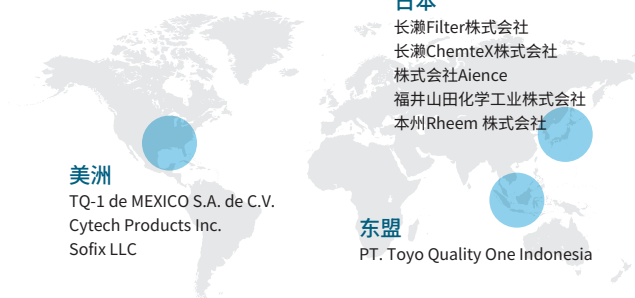 日本
长濑Filter株式会社
长濑ChemteX株式会社
株式会社Aience
福井山田化学工业株式会社
本州Rheem 株式会社
美洲
TQ-1 de MEXICO S.A. de C.V.
Cytech Products Inc.
Sofix LLC
东盟
PT. Toyo Quality One Indonesia